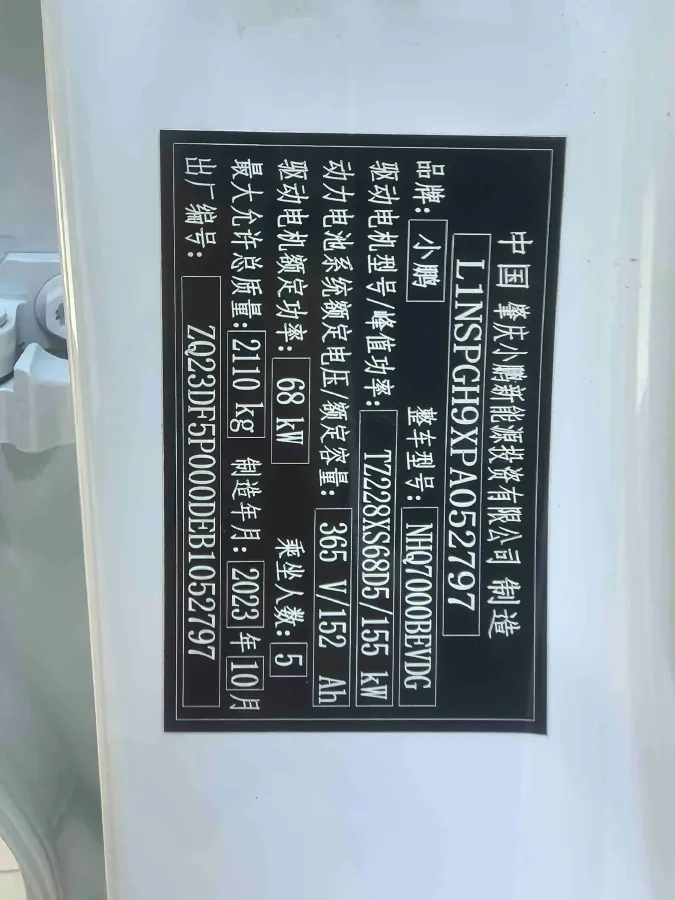 中国 肇庆小鹏新能源投资有限公司 制造
L1NSPGH9XPA052797
品牌: 小鹏 整车型号: NHQ7000BEVDG
驱动电机型号/峰值功率: TZ228XS68D5/155 kW
动力电池系统额定电压/额定容量: 365 V/152 Ah
驱动电机额定功率: 68 kW 乘坐人数: 5
最大允许总质量: 2110 kg 制造年月: 2023 年 10 月
出厂编号: ZQ23DF5P000DEB1052797